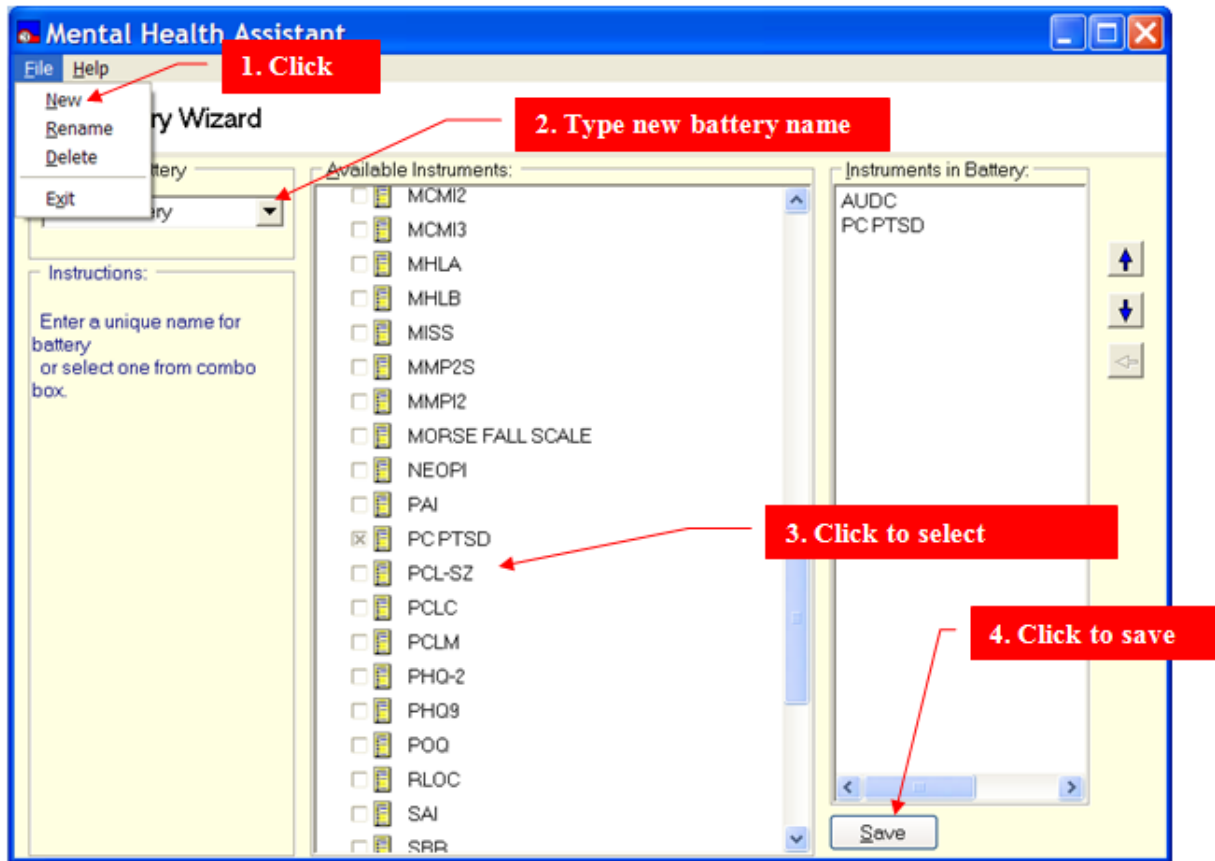 Mental Health Assistant
File Help
1. Click
New
Rename
Delete
Exit
ry Wizard
2. Type new battery name
ttery
ry
Available Instruments:
Instruments in Battery:
MCMI2
MCMI3
MHLA
MHLB
MISS
MMP2S
MMPI2
MORSE FALL SCALE
NEOPI
PAI
PC PTSD
PCL-SZ
PCLC
PCLM
PHQ-2
PHQ9
POQ
RLOC
SAI
SBR
AUDC
PC PTSD
Instructions:
Enter a unique name for
battery
or select one from combo
box.
3. Click to select
4. Click to save
Save